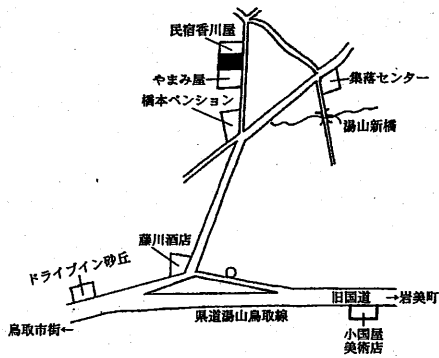 民宿香川屋
やまみ屋
橋本ペンション
集落センター
湯山新橋
藤川酒店
ドライブイン砂丘
旧国道
→岩美町
県道湯山鳥取線
鳥取市街←
小国屋
美術店